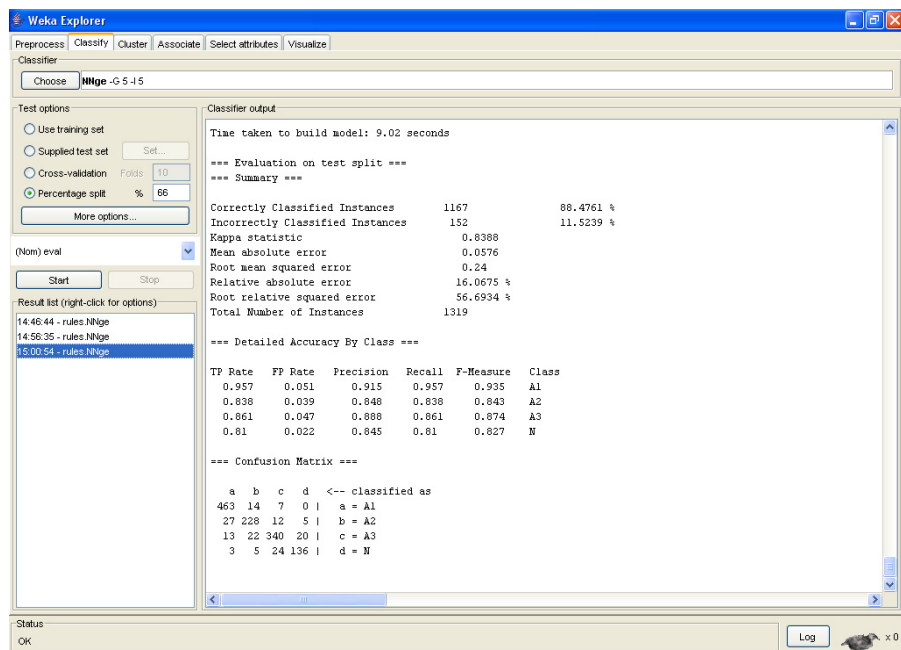 Weka Explorer
Preprocess Classify Cluster Associate Select attributes Visualize
Classifier
Choose NNge -G 5 -I 5
Test options
Use training set
Supplied test set Set...
Cross-validation Folds 10
Percentage split % 66
More options...
(Nom) eval
Start Stop
Result list (right-click for options)
14:46:44 - rules.NNge
14:56:35 - rules.NNge
15:00:54 - rules.NNge
Classifier output
Time taken to build model: 9.02 seconds
=== Evaluation on test split ===
=== Summary ===
Correctly Classified Instances 1167 88.4761 %
Incorrectly Classified Instances 152 11.5239 %
Kappa statistic 0.8388
Mean absolute error 0.0576
Root mean squared error 0.24
Relative absolute error 16.0675 %
Root relative squared error 56.6934 %
Total Number of Instances 1319
=== Detailed Accuracy By Class ===
TP Rate FP Rate Precision Recall F-Measure Class
0.957 0.051 0.915 0.957 0.935 A1
0.838 0.039 0.848 0.838 0.843 A2
0.861 0.047 0.888 0.861 0.874 A3
0.81 0.022 0.845 0.81 0.827 N
=== Confusion Matrix ===
a b c d <-- classified as
463 14 7 0 | a = A1
27 228 12 5 | b = A2
13 22 340 20 | c = A3
3 5 24 136 | d = N
Status
OK
Log
x 0